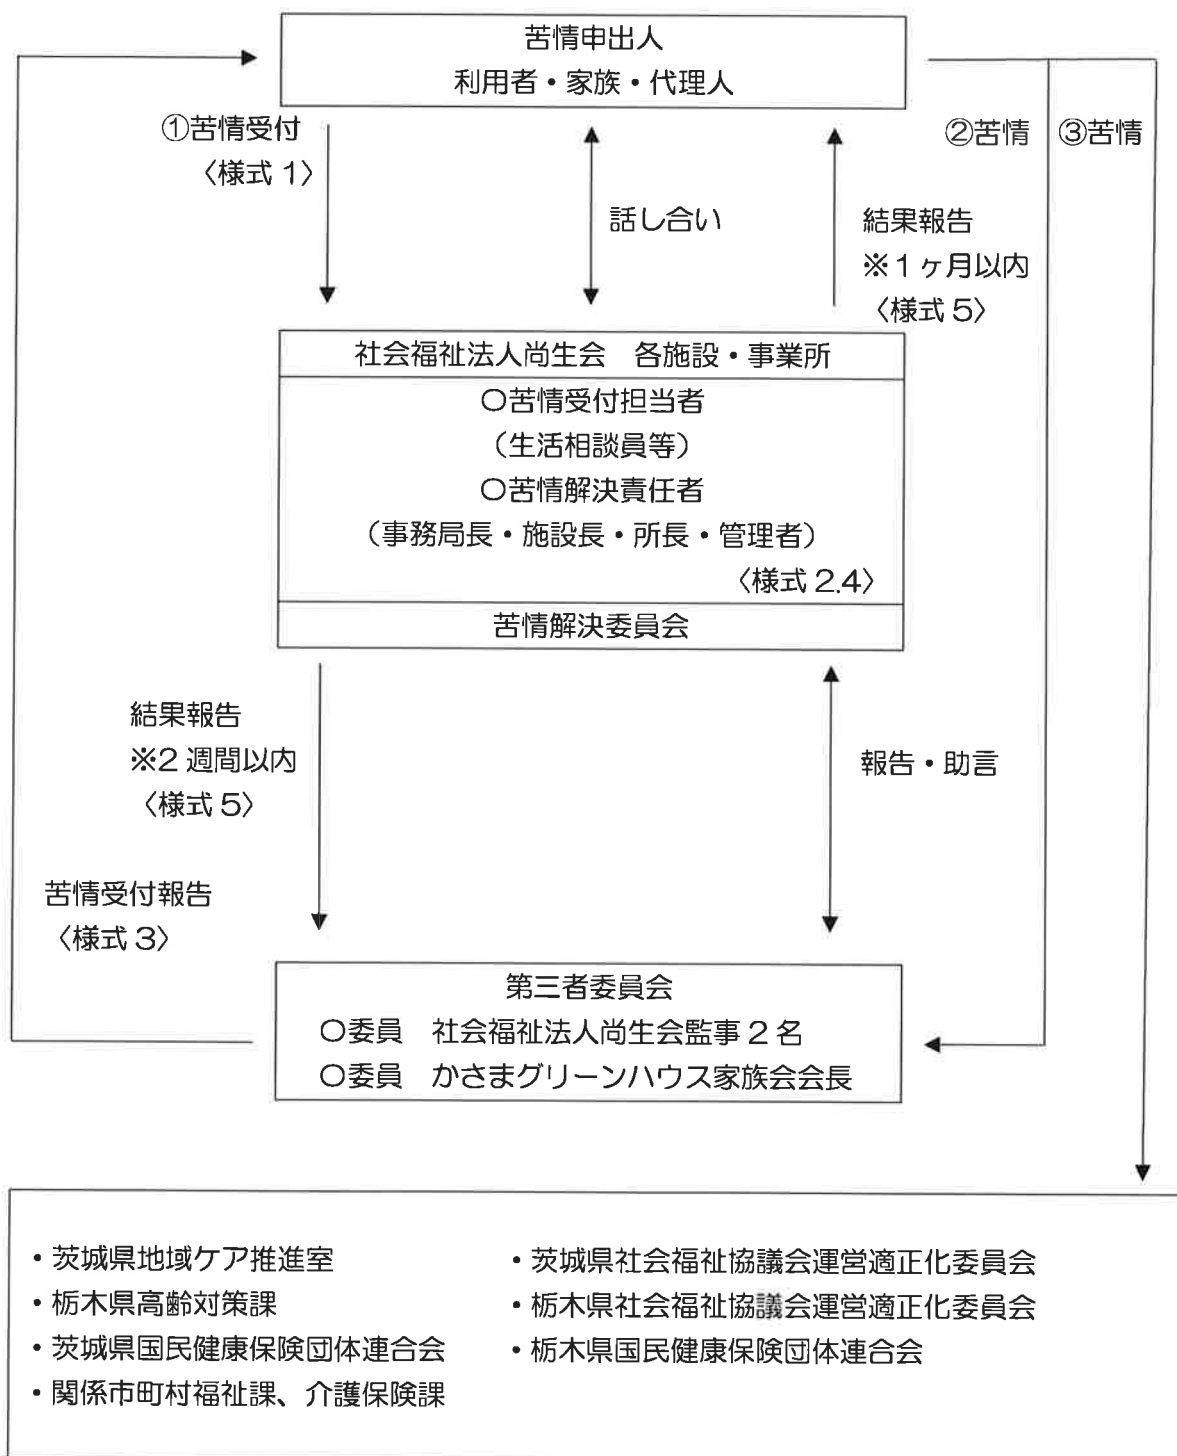 苦情申出人
利用者・家族・代理人
①苦情受付
〈様式 1〉
話し合い
結果報告
※1 ヶ月以内
〈様式 5〉
②苦情
③苦情
社会福祉法人尚生会　各施設・事業所
〇苦情受付担当者
（生活相談員等）
〇苦情解決責任者
（事務局長・施設長・所長・管理者）
〈様式 2.4〉
苦情解決委員会
結果報告
※2 週間以内
〈様式 5〉
報告・助言
苦情受付報告
〈様式 3〉
第三者委員会
〇委員　社会福祉法人尚生会監事 2 名
〇委員　かさまグリーンハウス家族会会長
・茨城県地域ケア推進室
・栃木県高齢対策課
・茨城県国民健康保険団体連合会
・関係市町村福祉課、介護保険課
・茨城県社会福祉協議会運営適正化委員会
・栃木県社会福祉協議会運営適正化委員会
・栃木県国民健康保険団体連合会